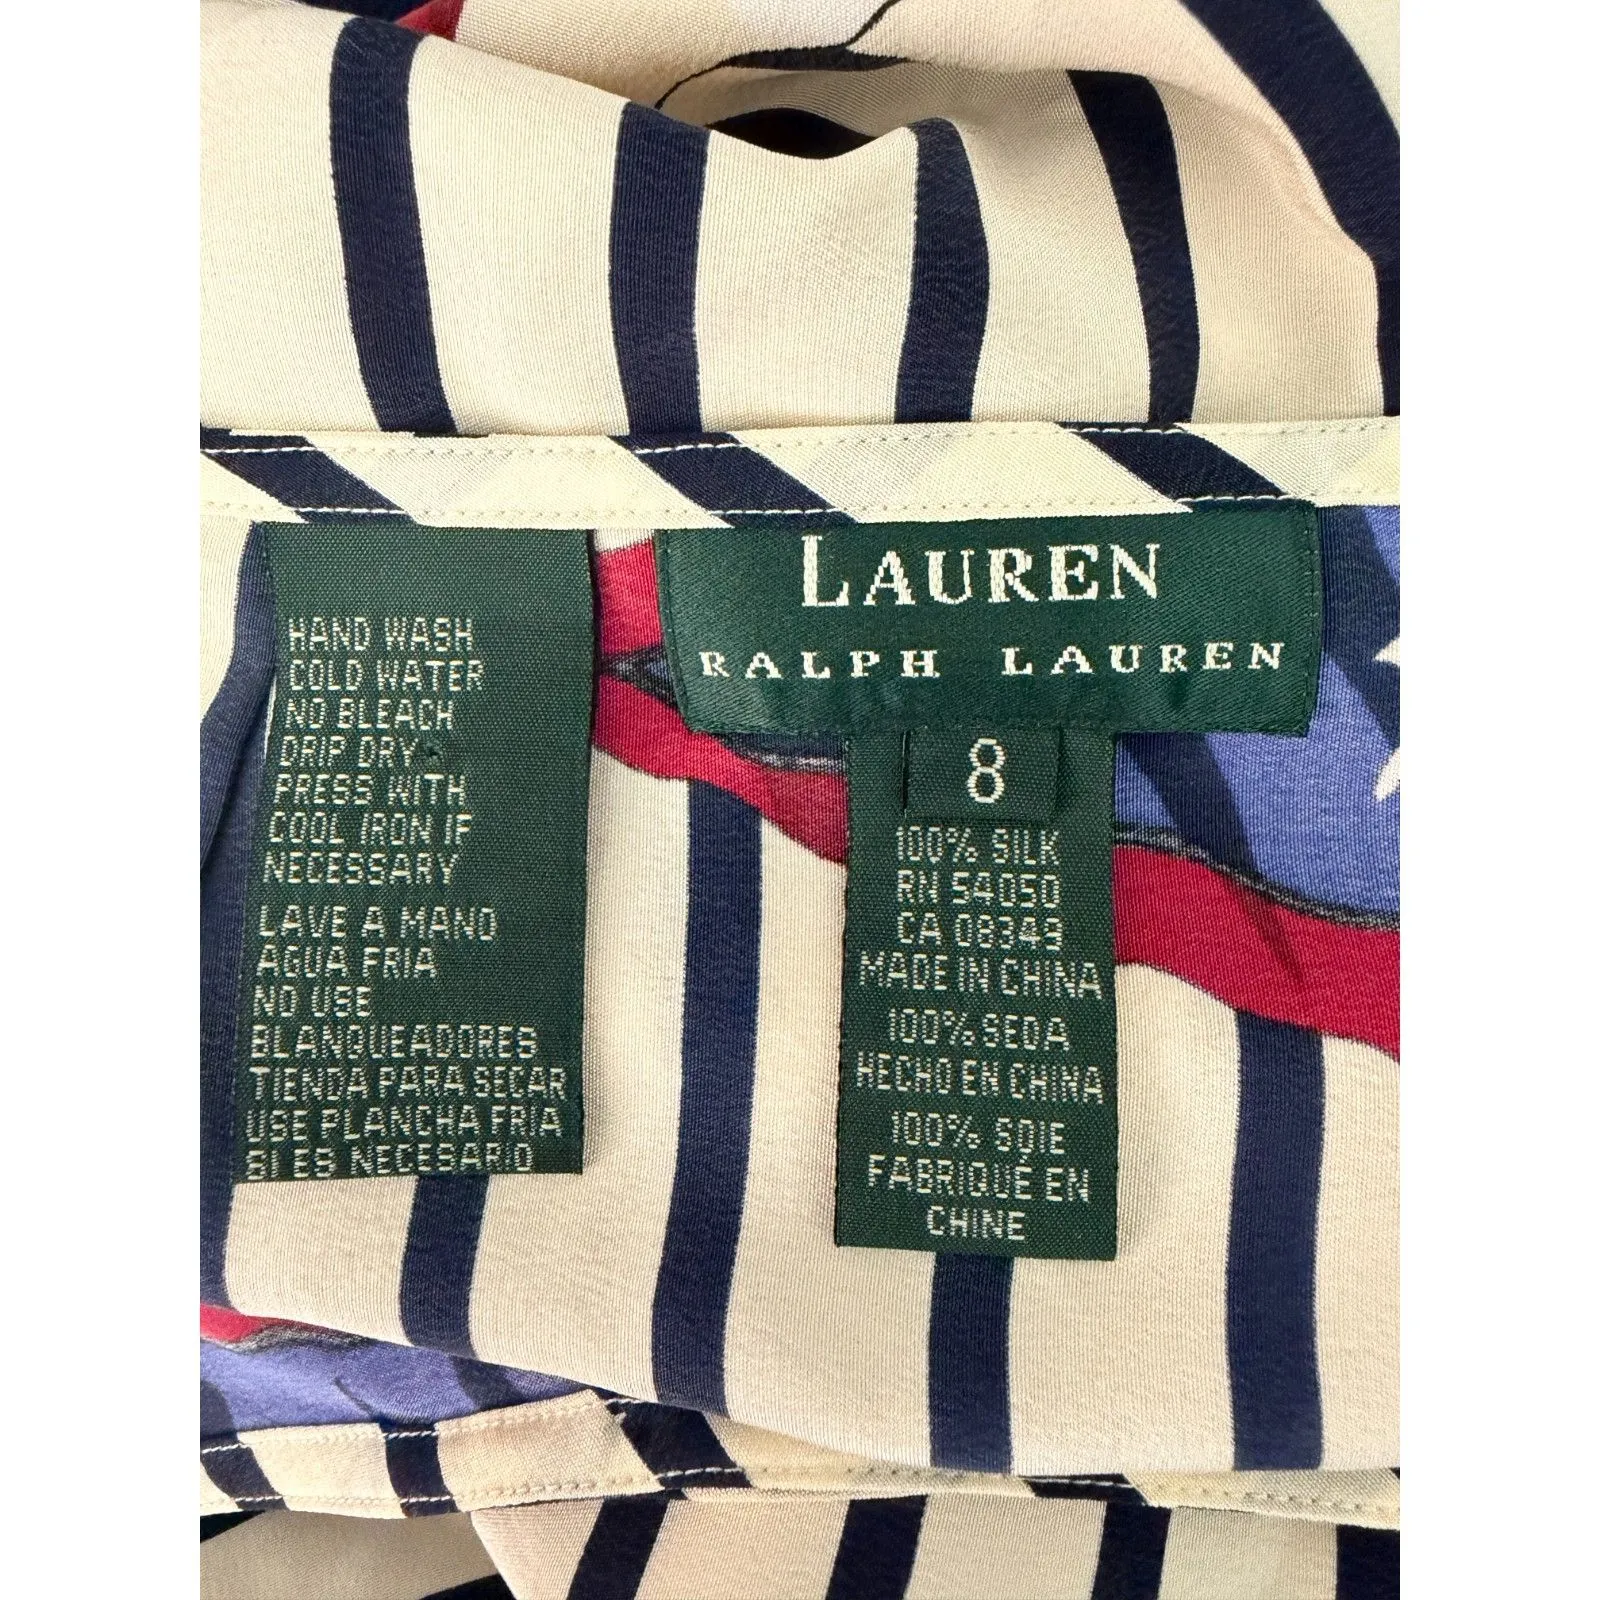 HAND WASH
COLD WATER
NO BLEACH
DRIP DRY
PRESS WITH
COOL IRON IF
NECESSARY
LAVE A MANO
AGUA FRIA
NO USE
BLANQUEADORES
TIENDA PARA SECAR
USE PLANCHA FRIA
SI ES NECESARIO
LAUREN
RALPH LAUREN
8
100% SILK
RN 54050
CA 08349
MADE IN CHINA
100% SEDA
HECHO EN CHINA
100% SOIE
FABRIQUÉ EN
CHINE